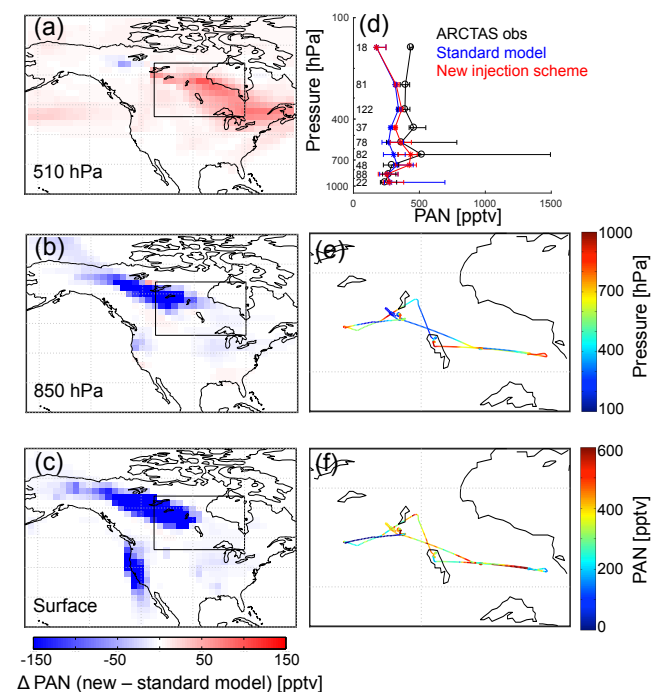 (a)
510 hPa
(b)
850 hPa
(c)
Surface
-150
-50
50
150
Δ PAN (new – standard model) [pptv]
(d)
ARCTAS obs
Standard model
New injection scheme
Pressure [hPa]
100
400
700
1000
18
81
122
37
78
82
48
88
22
0
500
1000
1500
PAN [pptv]
(e)
1000
700
400
100
Pressure [hPa]
(f)
600
400
200
0
PAN [pptv]